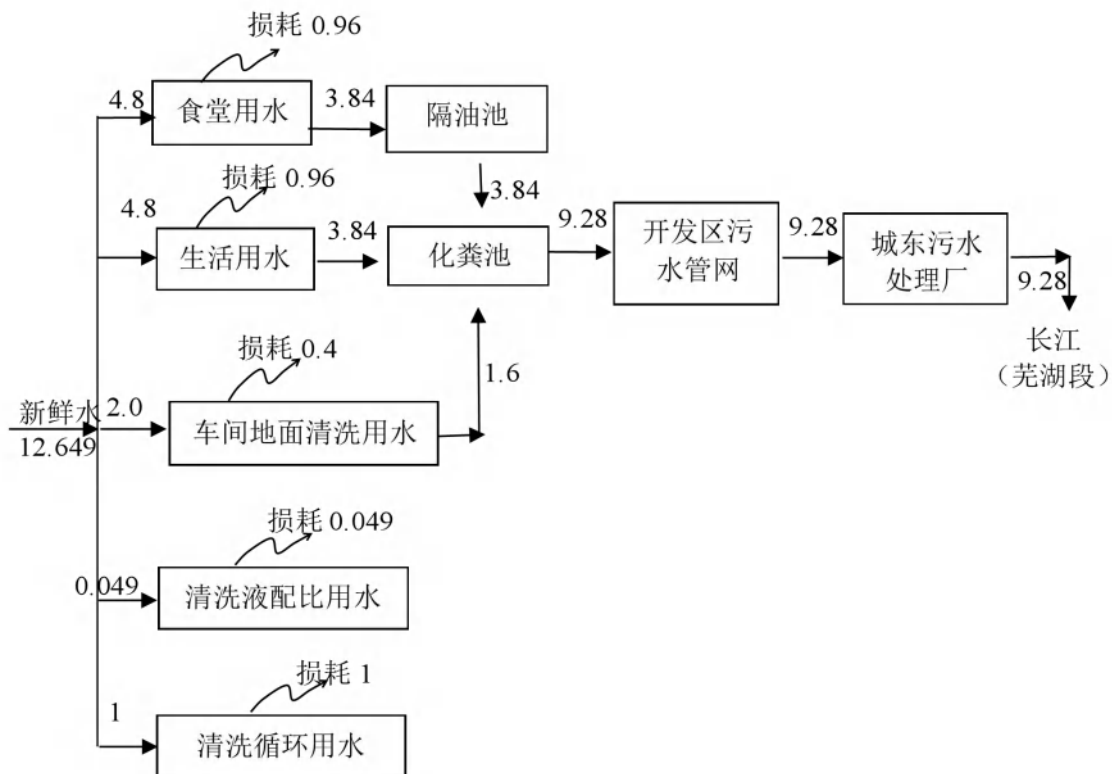 损耗 0.96
4.8
食堂用水
3.84
隔油池
损耗 0.96
3.84
4.8
生活用水
3.84
化粪池
9.28
开发区污
水管网
9.28
城东污水
处理厂
9.28
长江
（芜湖段）
损耗 0.4
1.6
新鲜水
12.649
2.0
车间地面清洗用水
损耗 0.049
0.049
清洗液配比用水
损耗 1
1
清洗循环用水